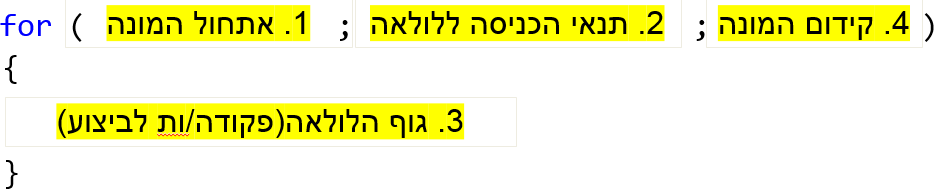 for ( 1. אתחול המונה ; 2. תנאי הכניסה ללולאה ; 4. קידום המונה )
{
3. גוף הלולאה(פקודה/ות לביצוע)
}